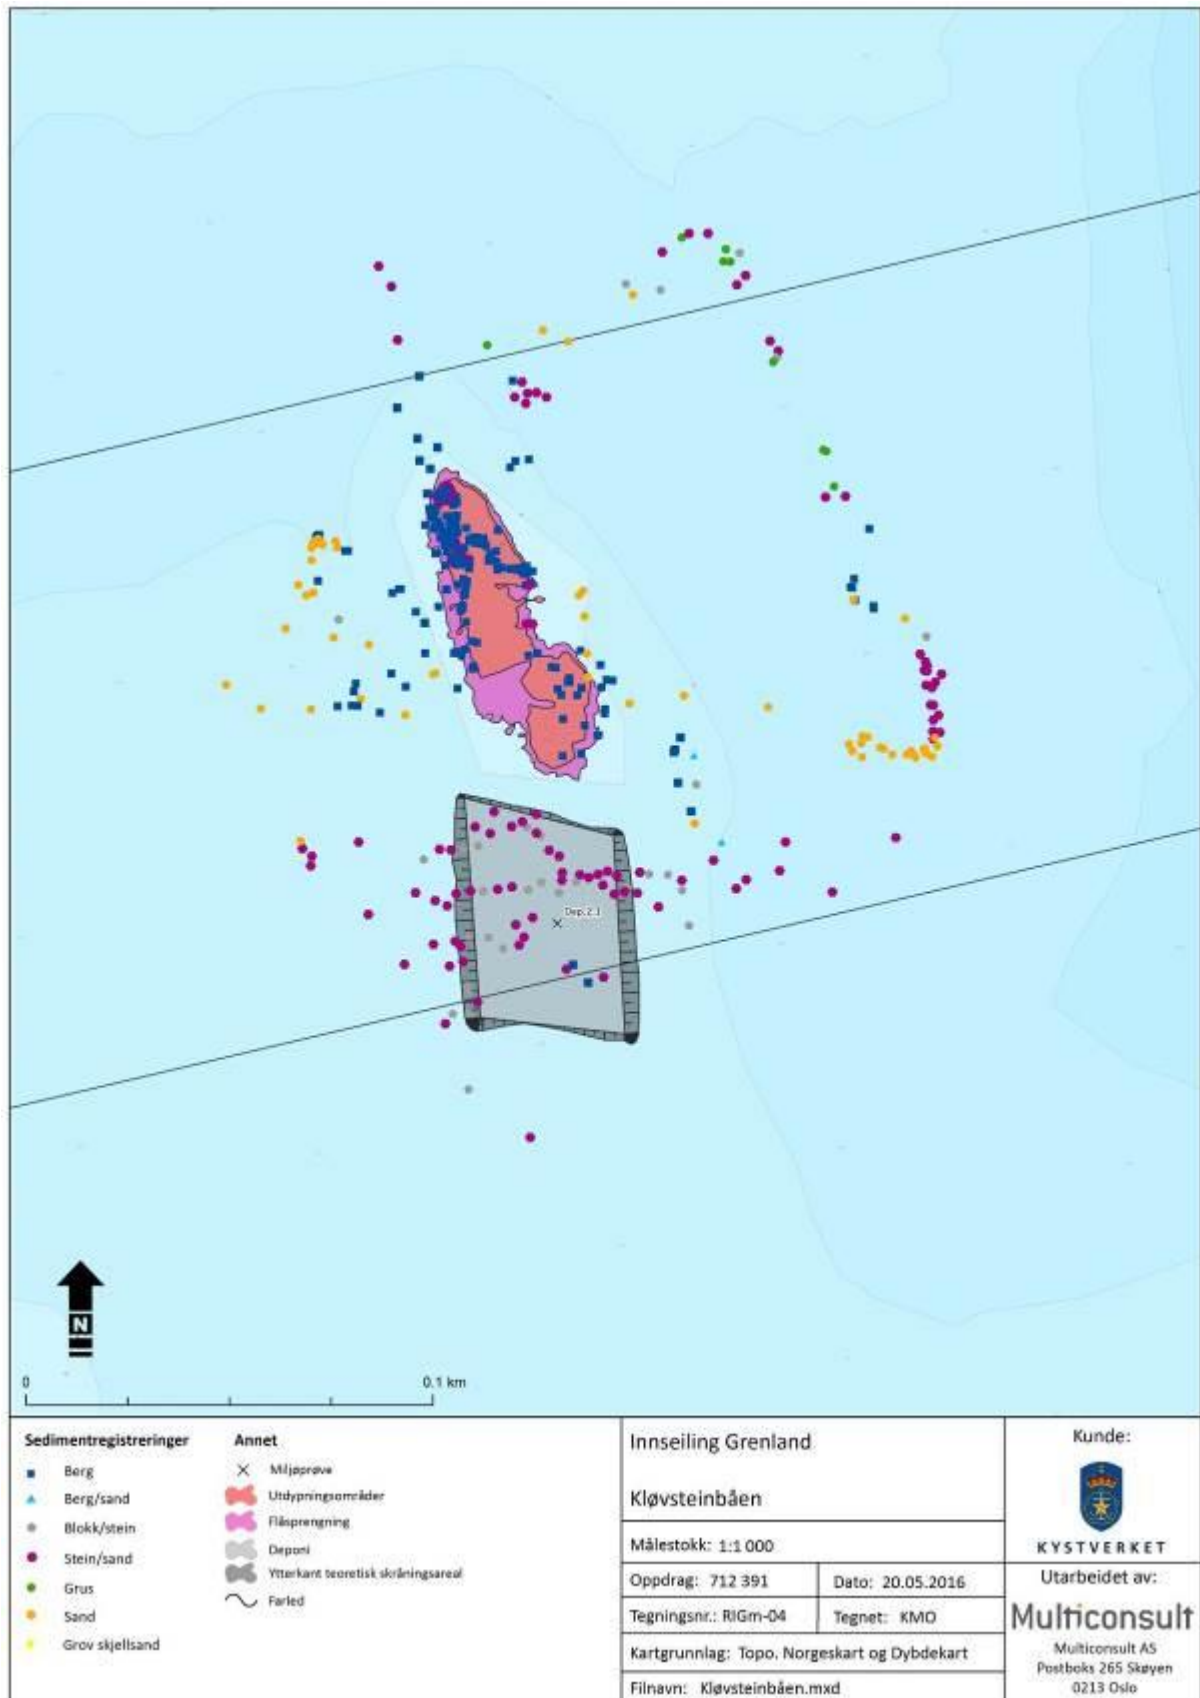 Dep.2.1
N
0
0.1 km
Sedimentregistreringer
Berg
Berg/sand
Blokk/stein
Stein/sand
Grus
Sand
Grov skjellsand
Annet
Miljøprøve
Utdypningsområder
Flåsprengning
Deponi
Ytterkant teoretisk skråningsareal
Farled
Innseiling Grenland
Kløvsteinbåen
Målestokk: 1:1 000
Oppdrag: 712 391
Dato: 20.05.2016
Tegningsnr.: RIGm-04
Tegnet: KMO
Kartgrunnlag: Topo. Norgeskart og Dybdekart
Filnavn: Kløvsteinbåen.mxd
Kunde:
KYSTVERKET
Utarbeidet av:
Multiconsult
Multiconsult AS
Postboks 265 Skøyen
0213 Oslo